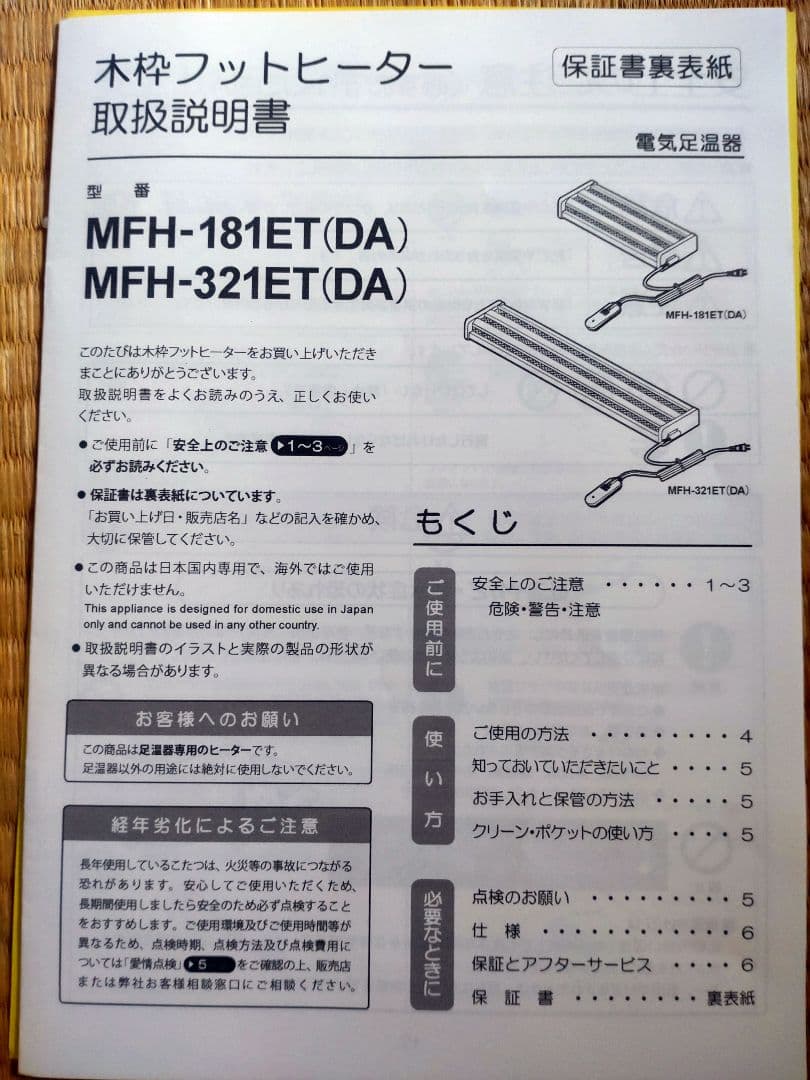 木枠フットヒーター
取扱説明書
保証書裏表紙
電気足温器
型 番
MFH-181ET(DA)
MFH-321ET(DA)
MFH-181ET(DA)
MFH-321ET(DA)
このたびは木枠フットヒーターをお買い上げいただき
まことにありがとうございます。
取扱説明書をよくお読みのうえ、正しくお使い
ください。
●ご使用前に「安全上のご注意 ▶1〜3ページ」を
必ずお読みください。
●保証書は裏表紙についています。
「お買い上げ日・販売店名」などの記入を確かめ、
大切に保管してください。
●この商品は日本国内専用で、海外ではご使用
いただけません。
This appliance is designed for domestic use in Japan
only and cannot be used in any other country.
●取扱説明書のイラストと実際の製品の形状が
異なる場合があります。
お客様へのお願い
この商品は足温器専用のヒーターです。
足温器以外の用途には絶対に使用しないでください。
経年劣化によるご注意
長年使用しているこたつは、火災等の事故につながる
恐れがあります。安心してご使用いただくため、
長期間使用しましたら安全のため必ず点検すること
をおすすめします。ご使用環境及びご使用時間等が
異なるため、点検時期、点検方法及び点検費用に
ついては「愛情点検」▶5 をご確認の上、販売店
または弊社お客様相談窓口にご相談ください。
もくじ
ご使用前に
安全上のご注意 ・・・・・・ 1〜3
危険・警告・注意
使い方
ご使用の方法 ・・・・・・・・・ 4
知っておいていただきたいこと ・・・・ 5
お手入れと保管の方法 ・・・・・ 5
クリーン・ポケットの使い方 ・・・・ 5
必要なときに
点検のお願い ・・・・・・・・・ 5
仕 様 ・・・・・・・・・・・ 6
保証とアフターサービス ・・・・ 6
保 証 書 ・・・・・・・・ 裏表紙